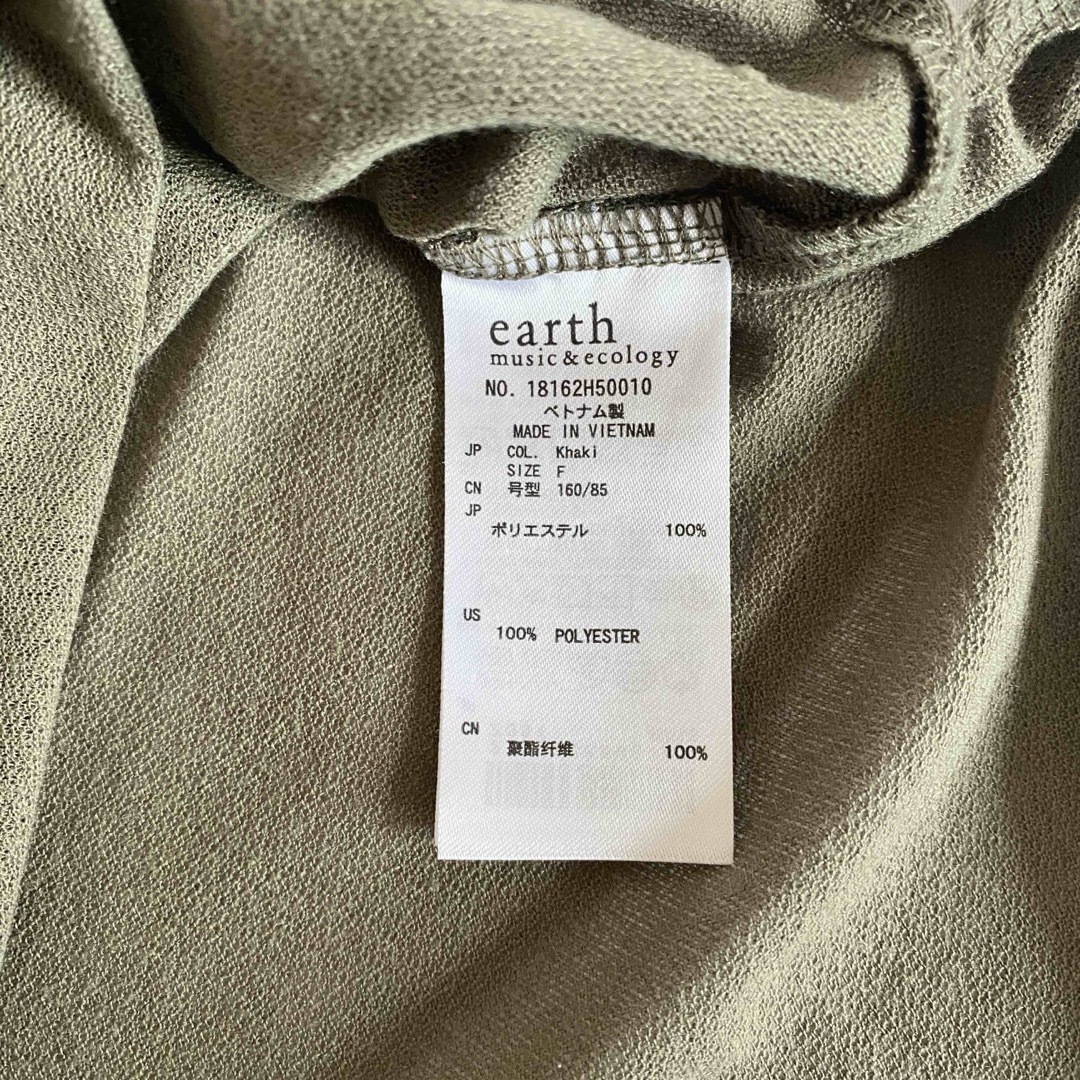 earth
music & ecology
NO. 18162H50010
ベトナム製
MADE IN VIETNAM
JP COL. Khaki
SIZE F
CN 号型 160/85
JP
ポリエステル 100%
US
100% POLYESTER
CN
聚酯纤维 100%